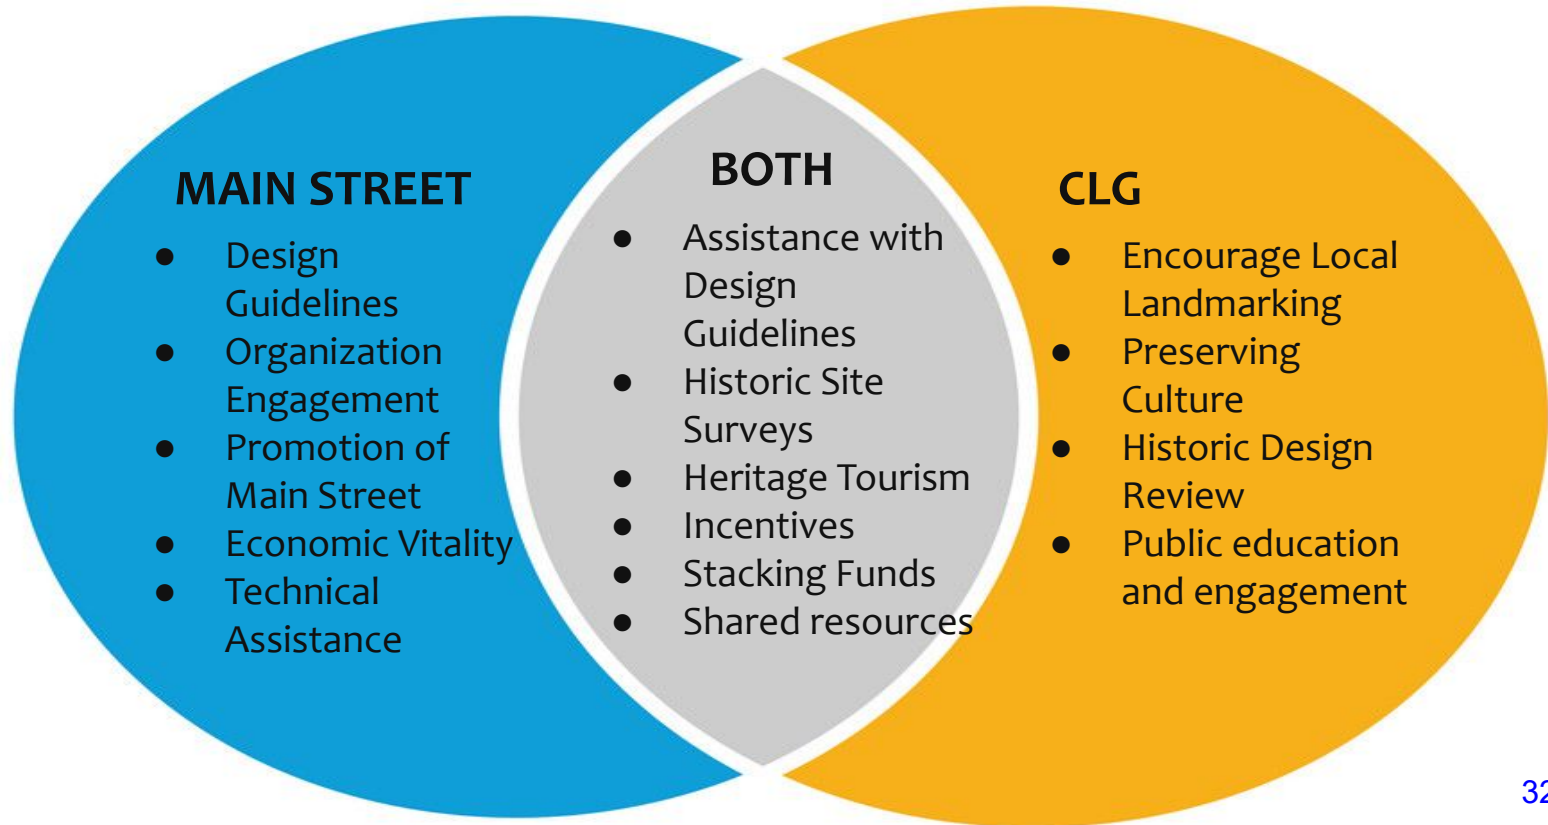 MAIN STREET
● Design
Guidelines
● Organization
Engagement
● Promotion of
Main Street
● Economic Vitality
● Technical
Assistance
BOTH
● Assistance with
Design
Guidelines
● Historic Site
Surveys
● Heritage Tourism
● Incentives
● Stacking Funds
● Shared resources
CLG
● Encourage Local
Landmarking
● Preserving
Culture
● Historic Design
Review
● Public education
and engagement
32